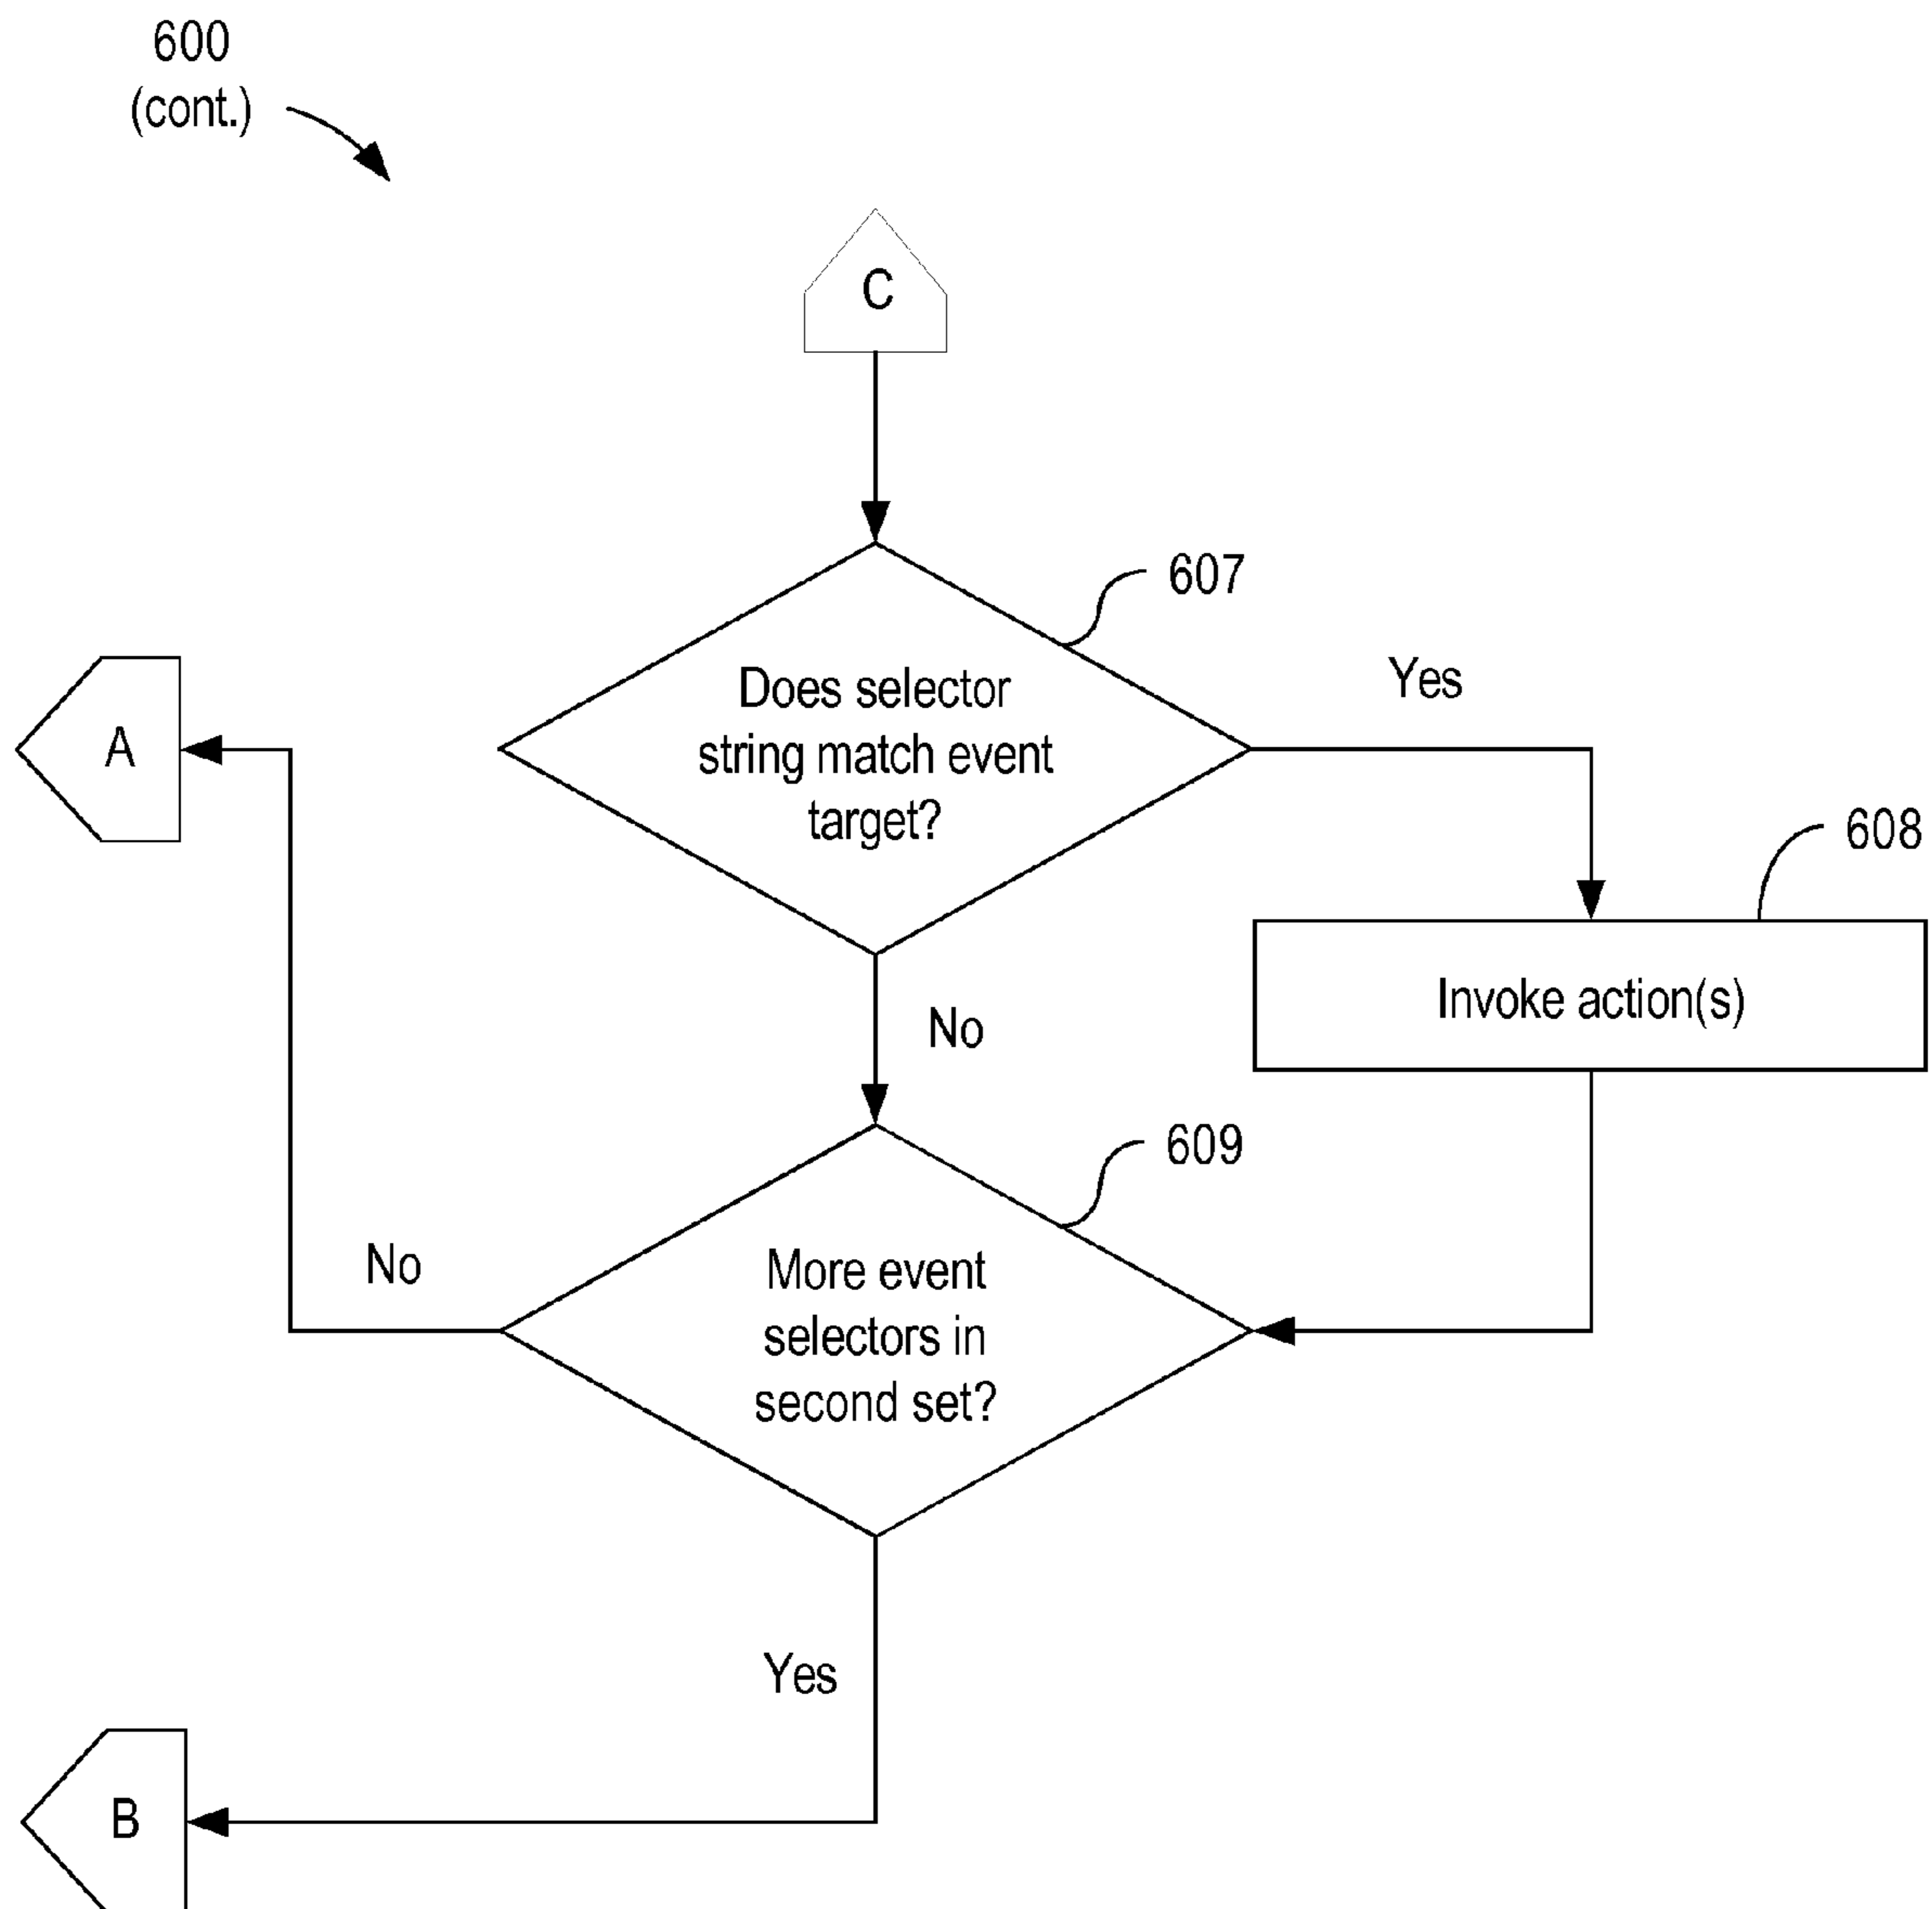 600
(cont.)
C
607
Does selector
string match event
target?
Yes
A
608
Invoke action(s)
No
609
More event
selectors in
second set?
No
Yes
B